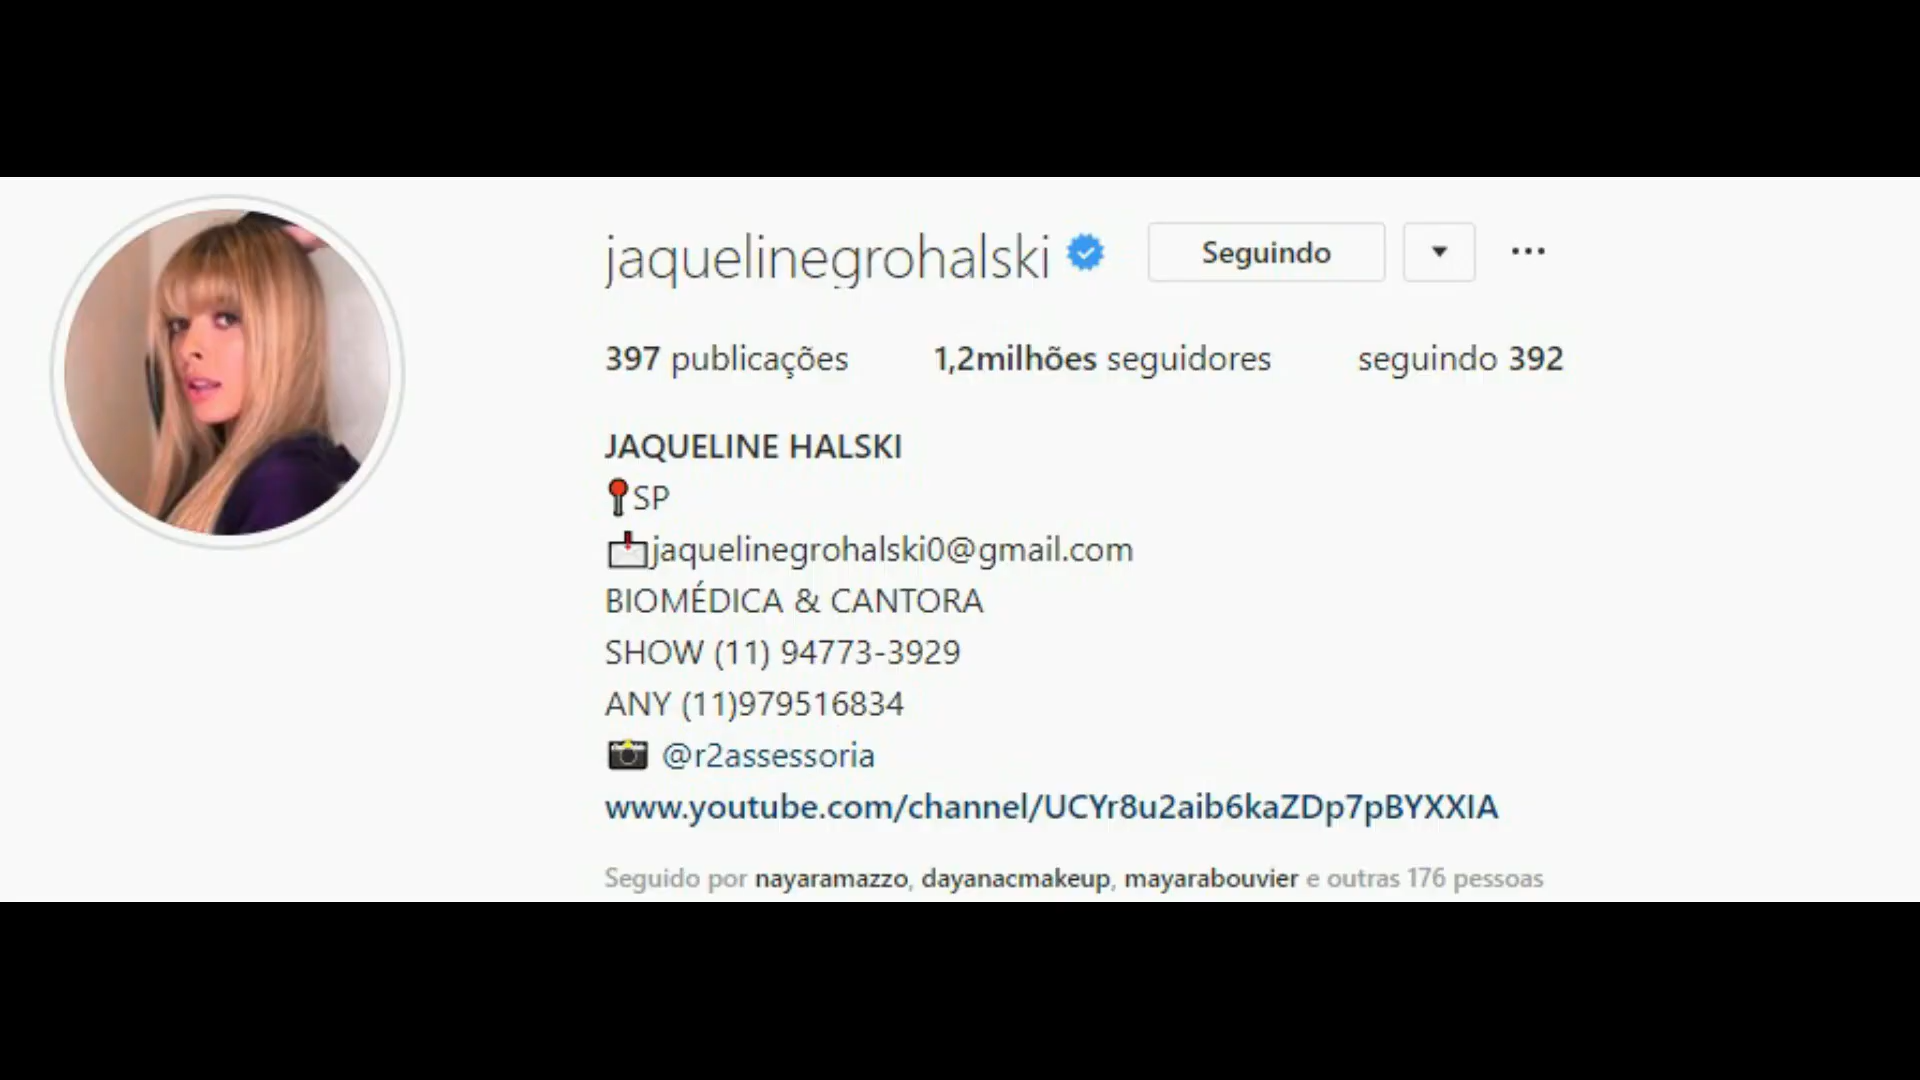 jaquelinegrohalski Seguindo
397 publicações 1,2milhões seguidores seguindo 392
JAQUELINE HALSKI
📍SP
📩jaquelinegrohalski0@gmail.com
BIOMÉDICA & CANTORA
SHOW (11) 94773-3929
ANY (11)979516834
📸 @r2assessoria
www.youtube.com/channel/UCYr8u2aib6kaZDp7pBYXXIA
Seguido por nayaramazzo, dayanacmakeup, mayarabouvier e outras 176 pessoas